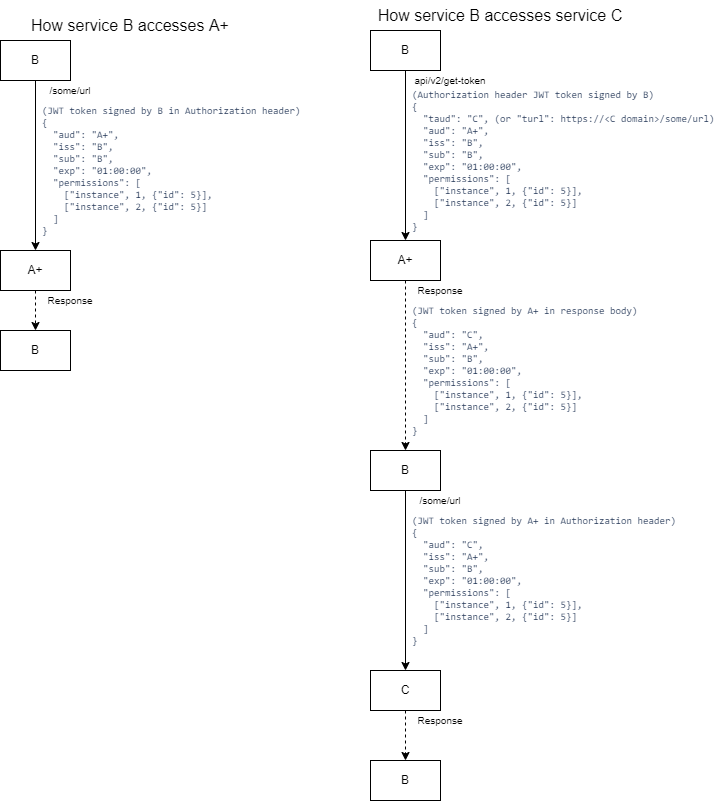 How service B accesses A+
B
/some/url
(JWT token signed by B in Authorization header)
{
"aud": "A+",
"iss": "B",
"sub": "B",
"exp": "01:00:00",
"permissions": [
["instance", 1, {"id": 5}],
["instance", 2, {"id": 5}]
]
}
A+
Response
B
How service B accesses service C
B
api/v2/get-token
(Authorization header JWT token signed by B)
{
"taud": "C", (or "turl": https://<C domain>/some/url)
"aud": "A+",
"iss": "B",
"sub": "B",
"exp": "01:00:00",
"permissions": [
["instance", 1, {"id": 5}],
["instance", 2, {"id": 5}]
]
}
A+
Response
(JWT token signed by A+ in response body)
{
"aud": "C",
"iss": "A+",
"sub": "B",
"exp": "01:00:00",
"permissions": [
["instance", 1, {"id": 5}],
["instance", 2, {"id": 5}]
]
}
B
/some/url
(JWT token signed by A+ in Authorization header)
{
"aud": "C",
"iss": "A+",
"sub": "B",
"exp": "01:00:00",
"permissions": [
["instance", 1, {"id": 5}],
["instance", 2, {"id": 5}]
]
}
C
Response
B